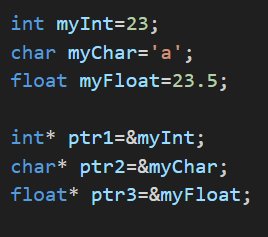 int myInt=23;
char myChar='a';
float myFloat=23.5;
int* ptr1=&myInt;
char* ptr2=&myChar;
float* ptr3=&myFloat;